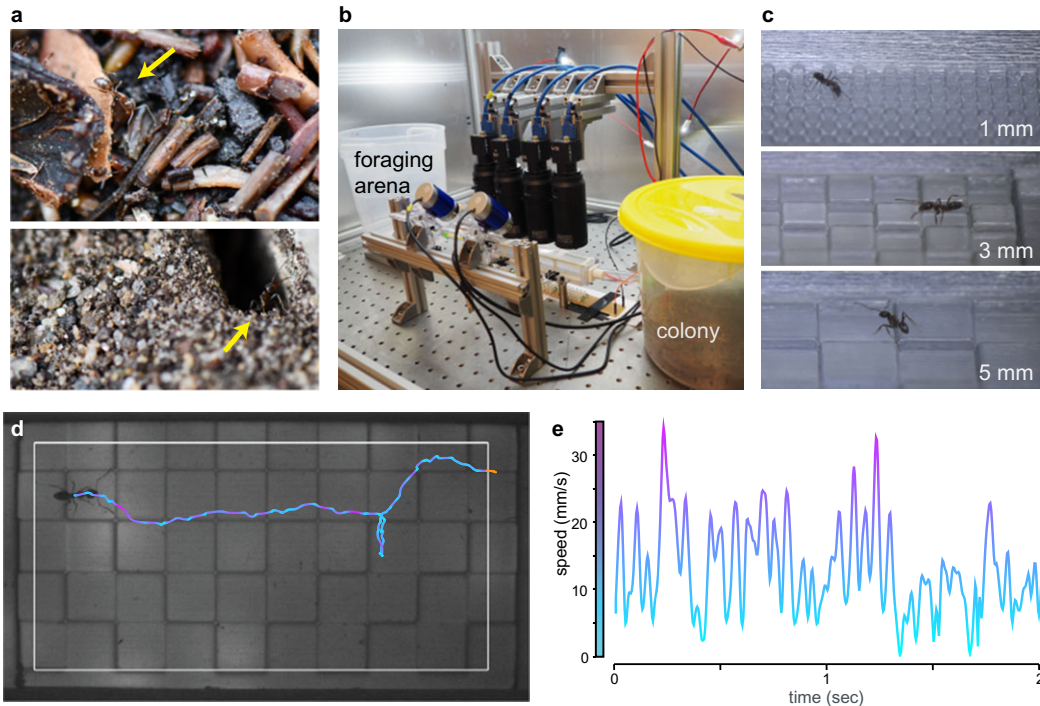 a
b
c
foraging
arena
colony
1 mm
3 mm
5 mm
d
e
speed (mm/s)
30
20
10
0
0
1
2
time (sec)